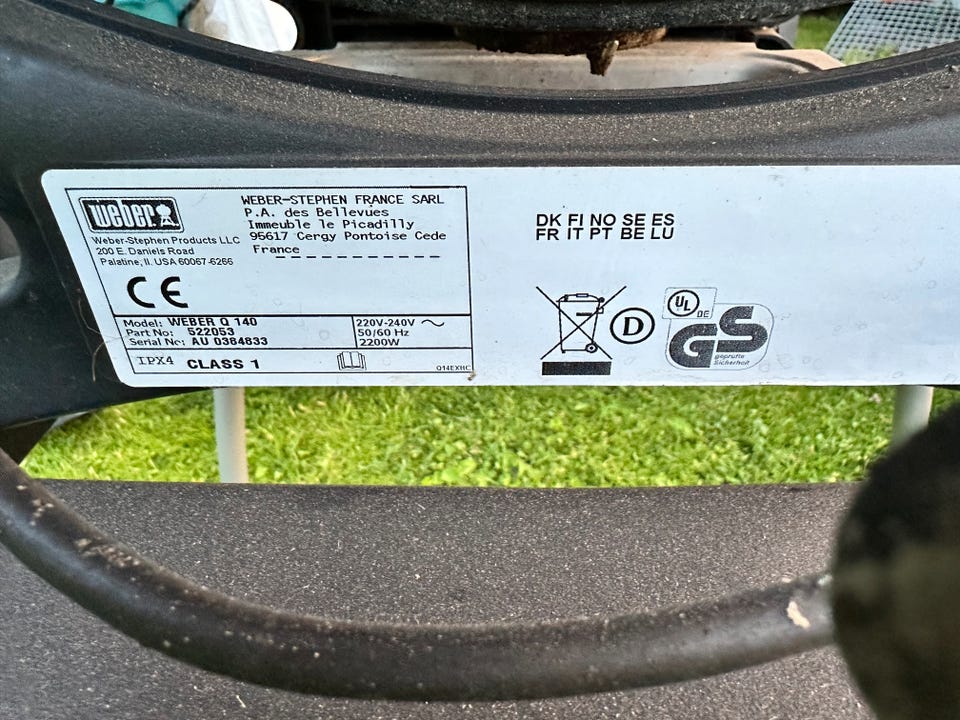 weber
Weber-Stephen Products LLC
200 E. Daniels Road
Palatine, Il. USA 60067-6266
WEBER-STEPHEN FRANCE SARL
P.A. des Bellevues
Immeuble le Picadilly
95617 Cergy Pontoise Cede
France
CE
Model: WEBER Q 140
Part No: 522053
Serial No: AU 0384833
220V-240V ~
50/60 Hz
2200W
IPX4 CLASS 1
Q14EXHC
DK FI NO SE ES
FR IT PT BE LU
D
UL DE
GS
geprüfte
Sicherheit